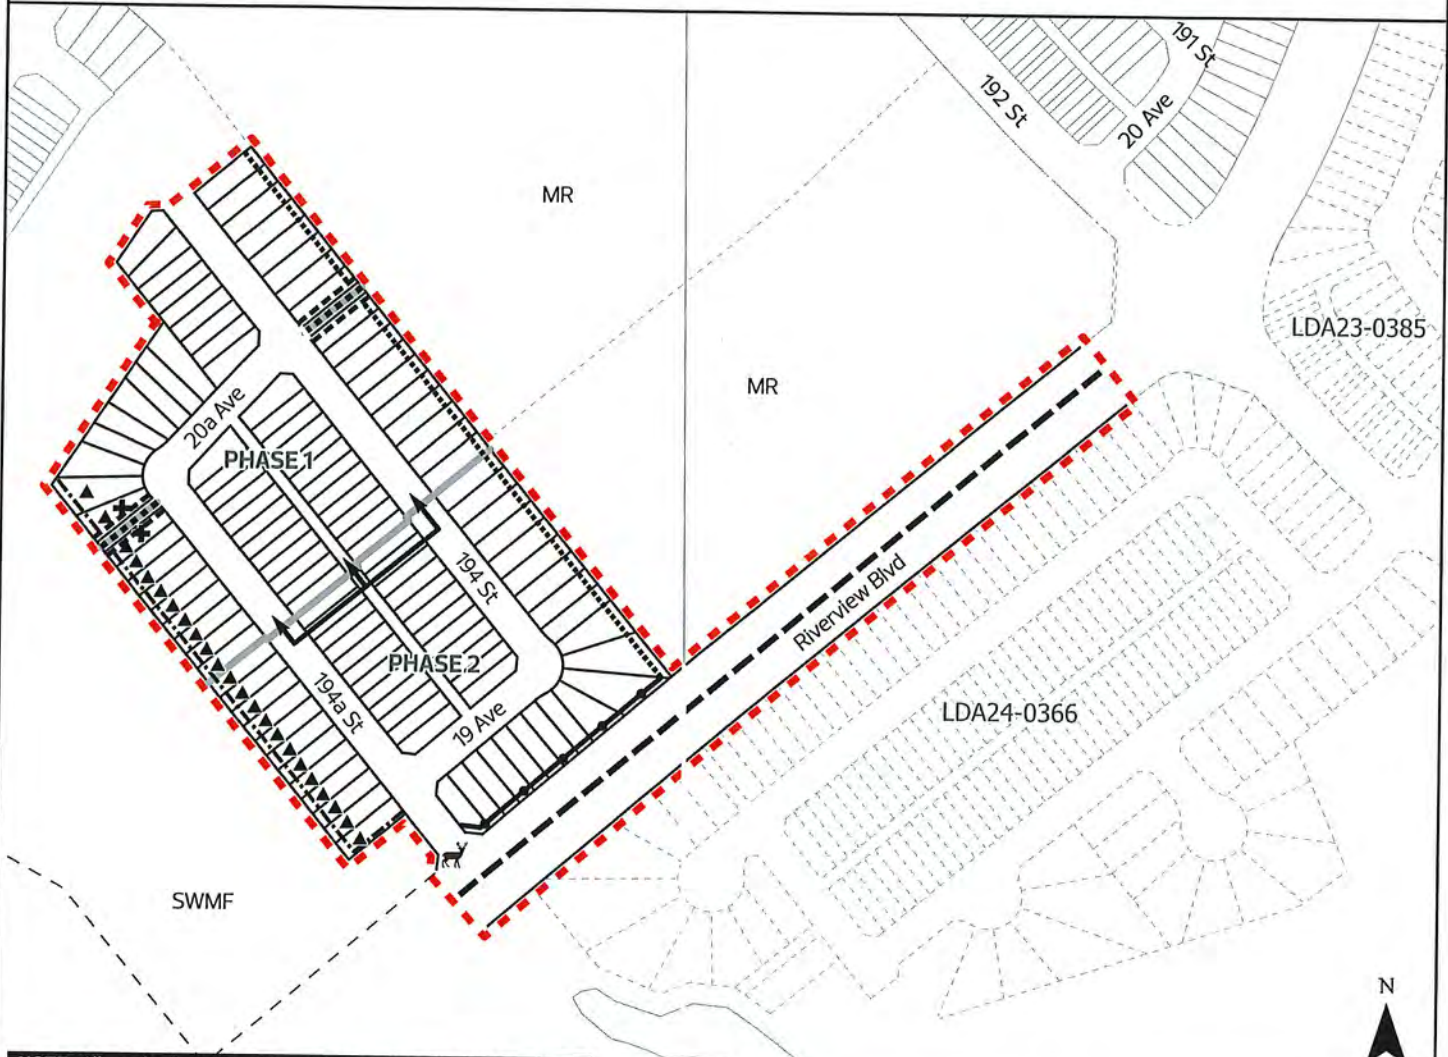 191 St
192 St
20 Ave
MR
LDA23-0385
MR
20a Ave
PHASE 1
194 St
Riverview Blvd
PHASE 2
194a St
19 Ave
LDA24-0366
SWMF
N